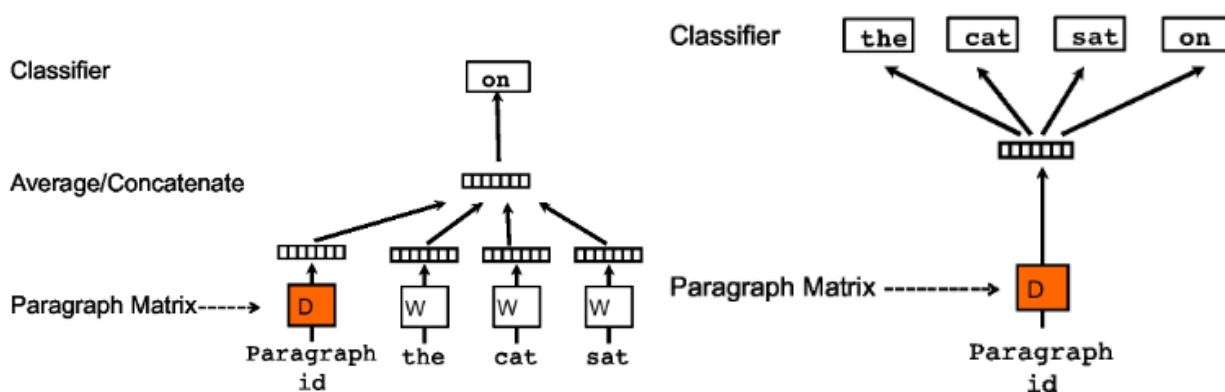 Classifier
on
Average/Concatenate
Paragraph Matrix
D
W
W
W
Paragraph
id
the
cat
sat
Classifier
the
cat
sat
on
Paragraph Matrix
D
Paragraph
id